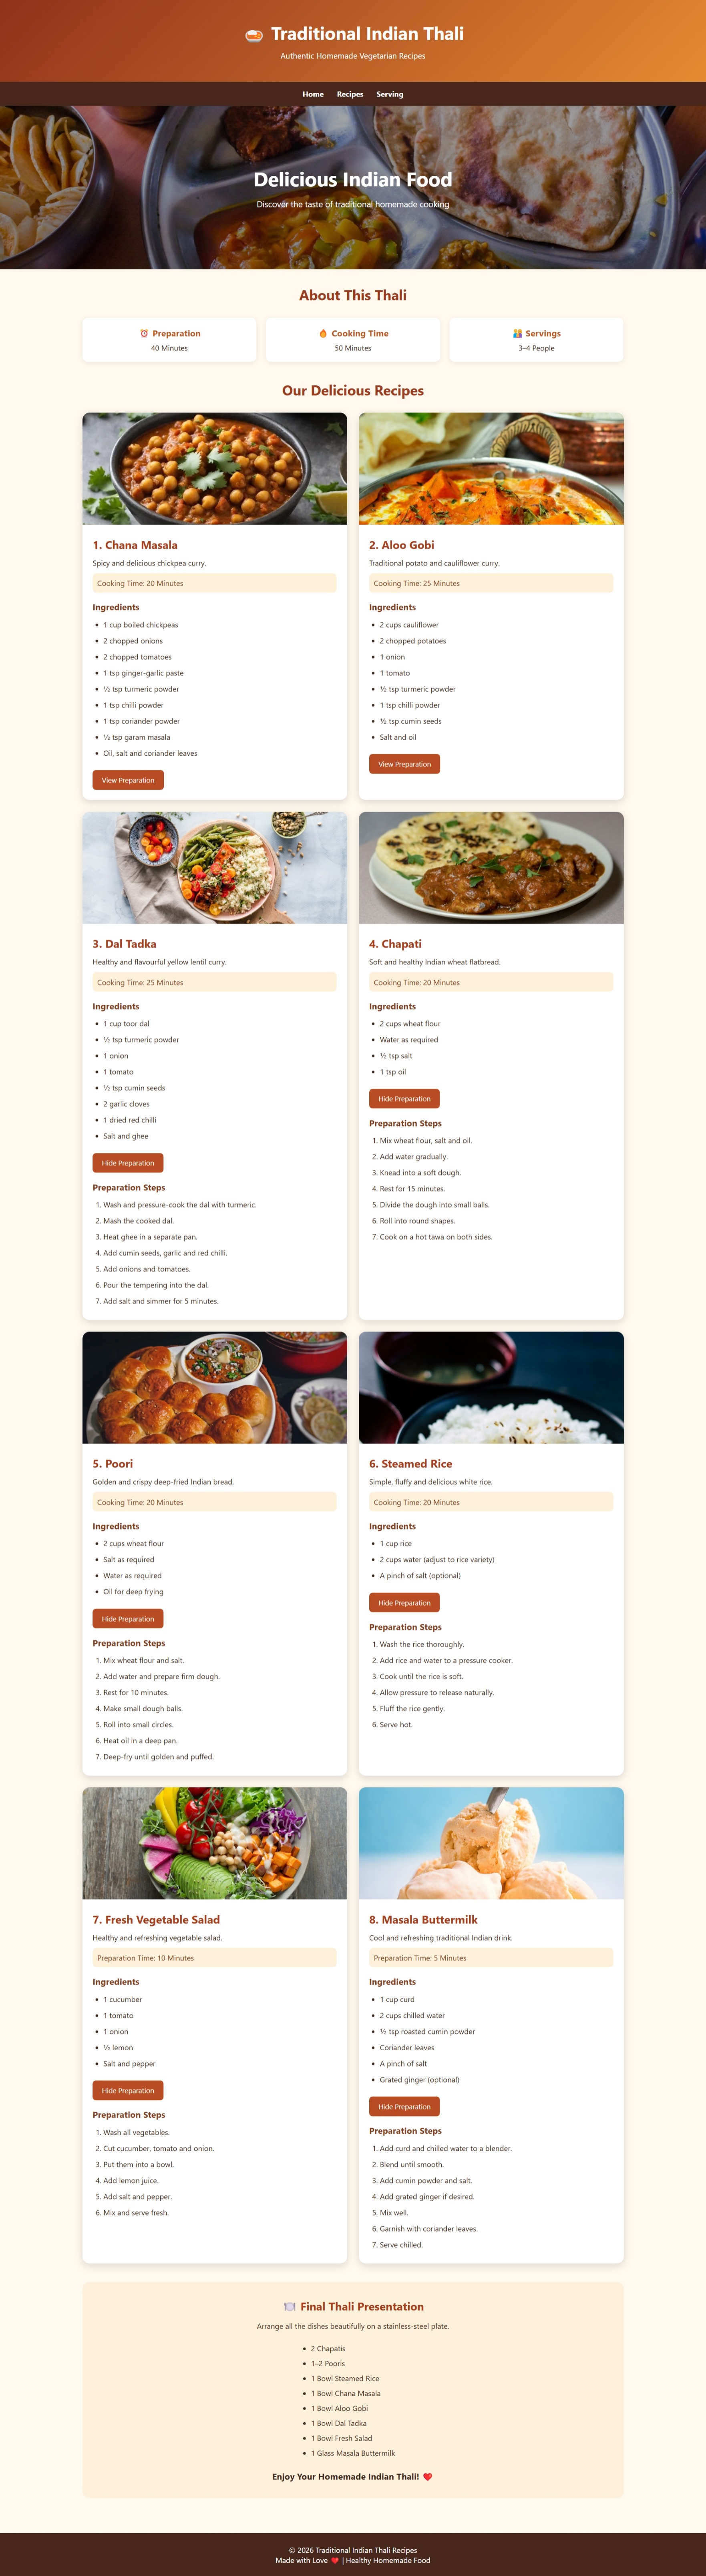 🍛 Traditional Indian Thali
Authentic Homemade Vegetarian Recipes
Home Recipes Serving
Delicious Indian Food
Discover the taste of traditional homemade cooking
About This Thali
⏰ Preparation
40 Minutes
🔥 Cooking Time
50 Minutes
👨‍👩‍👧‍👦 Servings
3–4 People
Our Delicious Recipes
1. Chana Masala
Spicy and delicious chickpea curry.
Cooking Time: 20 Minutes
Ingredients
• 1 cup boiled chickpeas
• 2 chopped onions
• 2 chopped tomatoes
• 1 tsp ginger-garlic paste
• ½ tsp turmeric powder
• 1 tsp chilli powder
• 1 tsp coriander powder
• ½ tsp garam masala
• Oil, salt and coriander leaves
View Preparation
2. Aloo Gobi
Traditional potato and cauliflower curry.
Cooking Time: 25 Minutes
Ingredients
• 2 cups cauliflower
• 2 chopped potatoes
• 1 onion
• 1 tomato
• ½ tsp turmeric powder
• 1 tsp chilli powder
• ½ tsp cumin seeds
• Salt and oil
View Preparation
3. Dal Tadka
Healthy and flavourful yellow lentil curry.
Cooking Time: 25 Minutes
Ingredients
• 1 cup toor dal
• ½ tsp turmeric powder
• 1 onion
• 1 tomato
• ½ tsp cumin seeds
• 2 garlic cloves
• 1 dried red chilli
• Salt and ghee
Hide Preparation
Preparation Steps
1. Wash and pressure-cook the dal with turmeric.
2. Mash the cooked dal.
3. Heat ghee in a separate pan.
4. Add cumin seeds, garlic and red chilli.
5. Add onions and tomatoes.
6. Pour the tempering into the dal.
7. Add salt and simmer for 5 minutes.
4. Chapati
Soft and healthy Indian wheat flatbread.
Cooking Time: 20 Minutes
Ingredients
• 2 cups wheat flour
• Water as required
• ½ tsp salt
• 1 tsp oil
Hide Preparation
Preparation Steps
1. Mix wheat flour, salt and oil.
2. Add water gradually.
3. Knead into a soft dough.
4. Rest for 15 minutes.
5. Divide the dough into small balls.
6. Roll into round shapes.
7. Cook on a hot tawa on both sides.
5. Poori
Golden and crispy deep-fried Indian bread.
Cooking Time: 20 Minutes
Ingredients
• 2 cups wheat flour
• Salt as required
• Water as required
• Oil for deep frying
Hide Preparation
Preparation Steps
1. Mix wheat flour and salt.
2. Add water and prepare firm dough.
3. Rest for 10 minutes.
4. Make small dough balls.
5. Roll into small circles.
6. Heat oil in a deep pan.
7. Deep-fry until golden and puffed.
6. Steamed Rice
Simple, fluffy and delicious white rice.
Cooking Time: 20 Minutes
Ingredients
• 1 cup rice
• 2 cups water (adjust to rice variety)
• A pinch of salt (optional)
Hide Preparation
Preparation Steps
1. Wash the rice thoroughly.
2. Add rice and water to a pressure cooker.
3. Cook until the rice is soft.
4. Allow pressure to release naturally.
5. Fluff the rice gently.
6. Serve hot.
7. Fresh Vegetable Salad
Healthy and refreshing vegetable salad.
Preparation Time: 10 Minutes
Ingredients
• 1 cucumber
• 1 tomato
• 1 onion
• ½ lemon
• Salt and pepper
Hide Preparation
Preparation Steps
1. Wash all vegetables.
2. Cut cucumber, tomato and onion.
3. Put them into a bowl.
4. Add lemon juice.
5. Add salt and pepper.
6. Mix and serve fresh.
8. Masala Buttermilk
Cool and refreshing traditional Indian drink.
Preparation Time: 5 Minutes
Ingredients
• 1 cup curd
• 2 cups chilled water
• ½ tsp roasted cumin powder
• Coriander leaves
• A pinch of salt
• Grated ginger (optional)
Hide Preparation
Preparation Steps
1. Add curd and chilled water to a blender.
2. Blend until smooth.
3. Add cumin powder and salt.
4. Add grated ginger if desired.
5. Mix well.
6. Garnish with coriander leaves.
7. Serve chilled.
🍽️ Final Thali Presentation
Arrange all the dishes beautifully on a stainless-steel plate.
• 2 Chapatis
• 1–2 Pooris
• 1 Bowl Steamed Rice
• 1 Bowl Chana Masala
• 1 Bowl Aloo Gobi
• 1 Bowl Dal Tadka
• 1 Bowl Fresh Salad
• 1 Glass Masala Buttermilk
Enjoy Your Homemade Indian Thali! ❤️
© 2026 Traditional Indian Thali Recipes
Made with Love ❤️ | Healthy Homemade Food